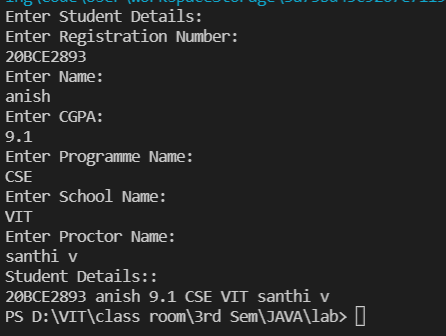 Enter Student Details:
Enter Registration Number:
20BCE2893
Enter Name:
anish
Enter CGPA:
9.1
Enter Programme Name:
CSE
Enter School Name:
VIT
Enter Proctor Name:
santhi v
Student Details::
20BCE2893 anish 9.1 CSE VIT santhi v
PS D:\VIT\class room\3rd Sem\JAVA\lab>